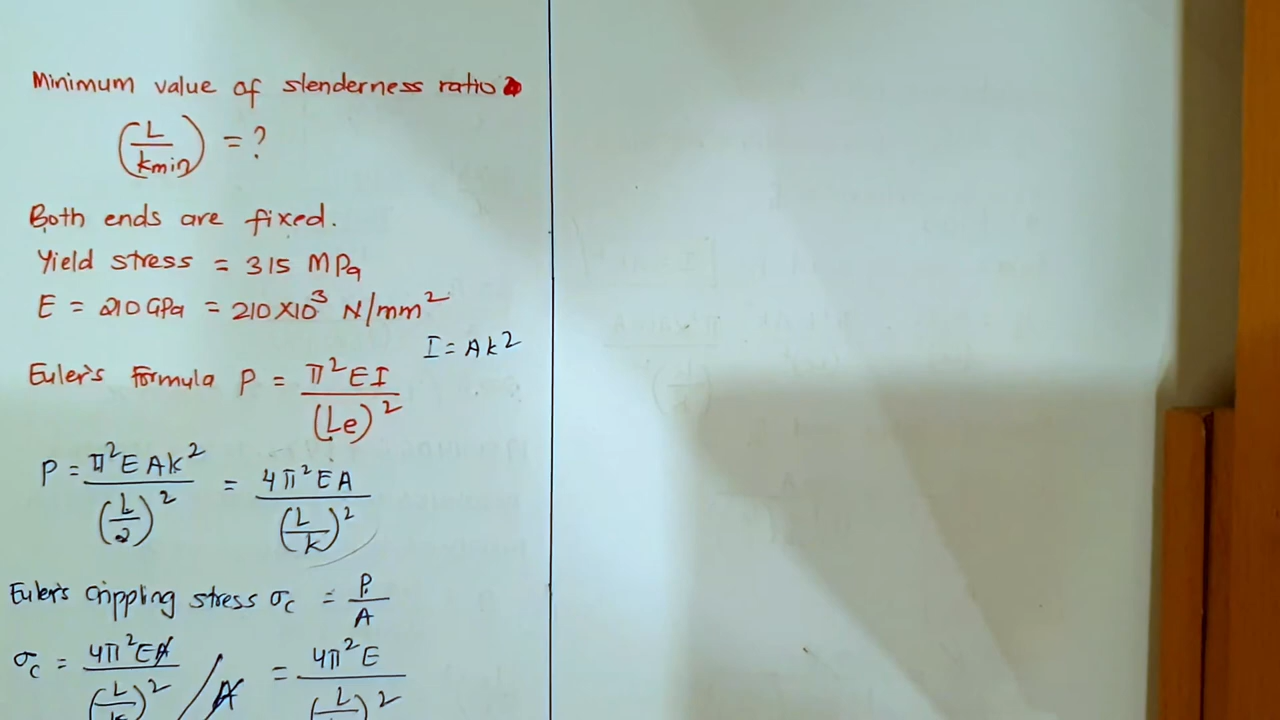 Minimum value of slenderness ratio
(L/kmin) = ?
Both ends are fixed.
Yield stress = 315 MPa
E = 210 GPa = 210×10³ N/mm²
I = Ak²
Euler's Formula P = π²EI/(Le)²
P = π²EAk²/(L/2)² = 4π²EA/(L/k)²
Euler's crippling stress σc = P/A
σc = 4π²EA/(L/k)² / A = 4π²E/(L/k)²